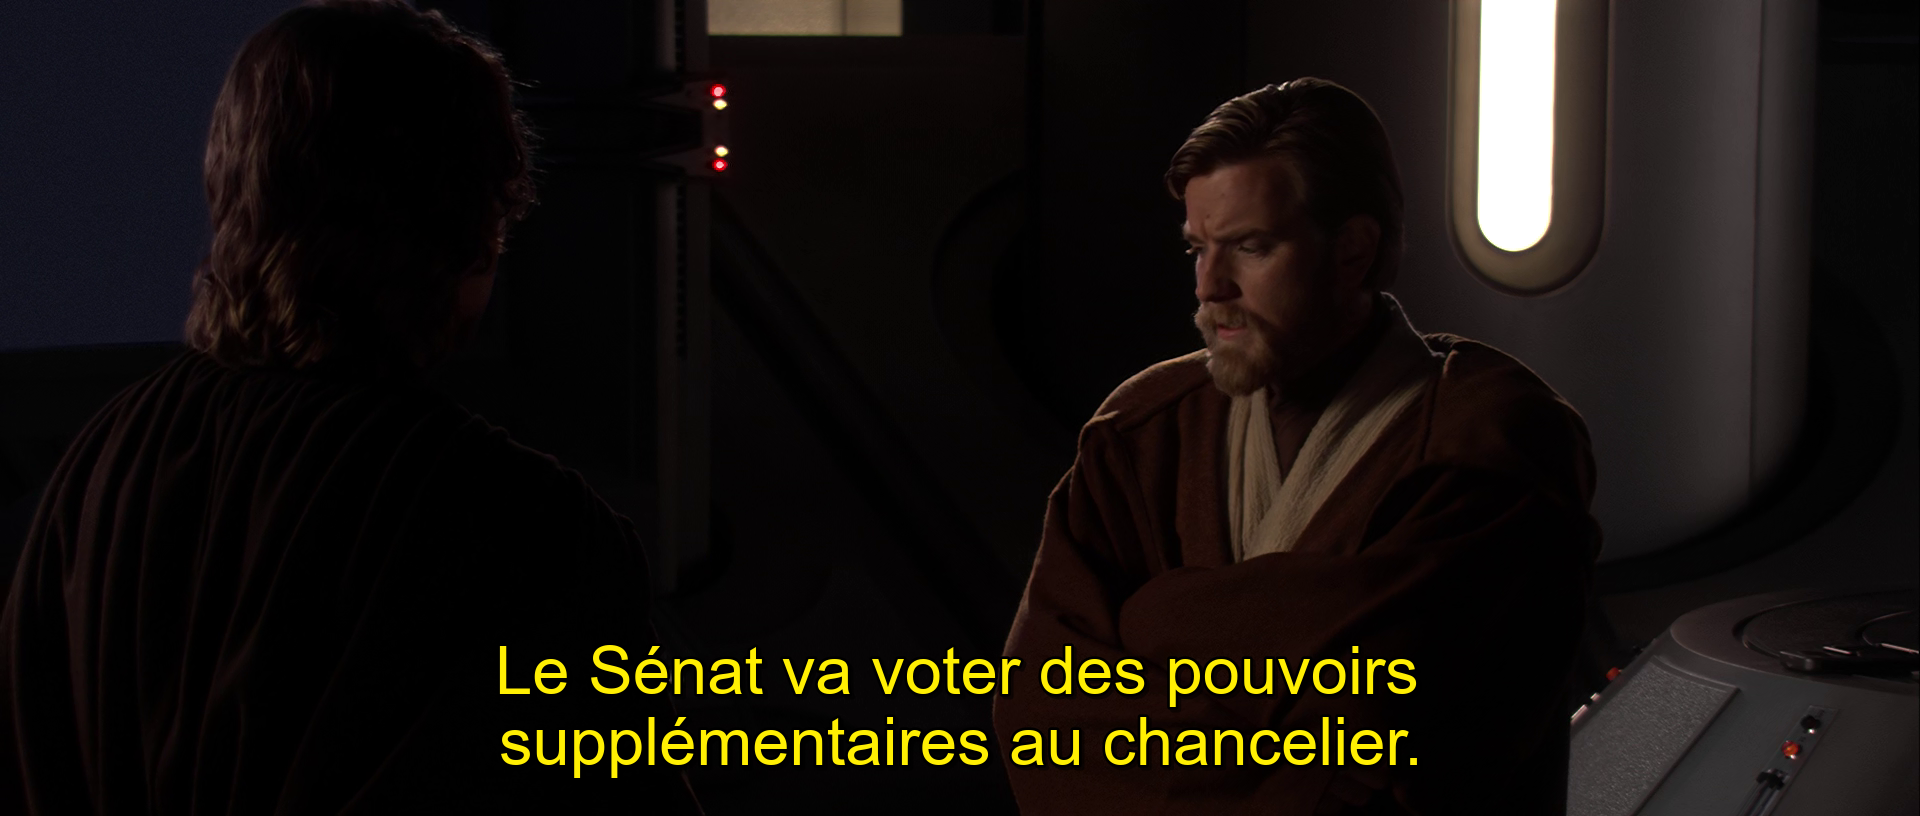 Le Sénat va voter des pouvoirs
supplémentaires au chancelier.